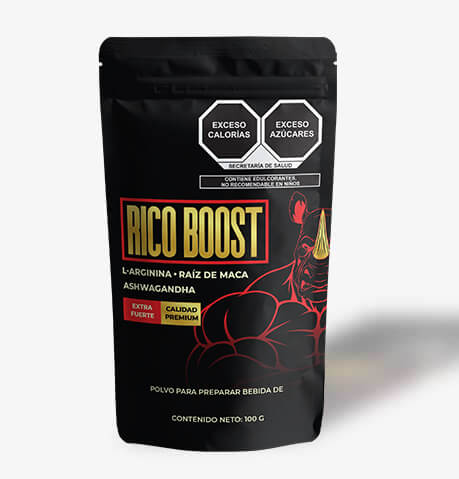 EXCESO
CALORÍAS
EXCESO
AZÚCARES
SECRETARÍA DE SALUD
CONTIENE EDULCORANTES,
NO RECOMENDABLE EN NIÑOS
RICO BOOST
L-ARGININA • RAÍZ DE MACA
ASHWAGANDHA
EXTRA
FUERTE
CALIDAD
PREMIUM
POLVO PARA PREPARAR BEBIDA DE
CONTENIDO NETO: 100 G